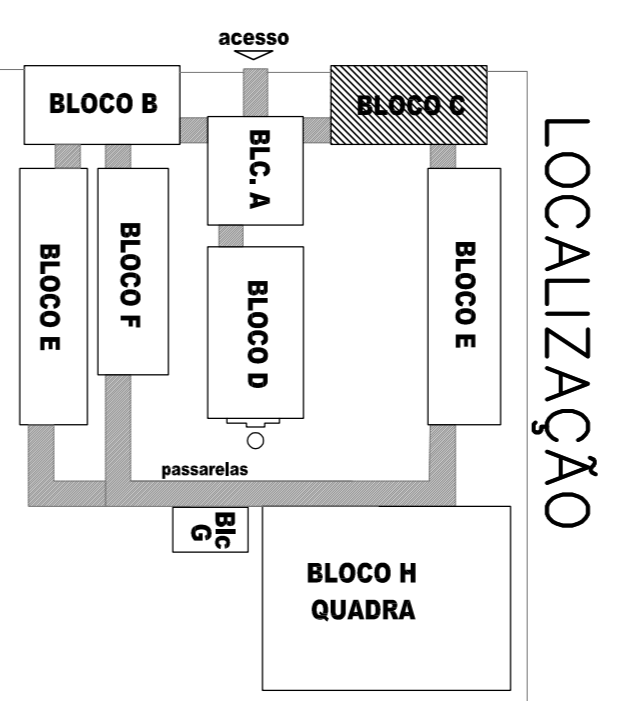 acesso
BLOCO B
BLC. A
BLOCO C
BLOCO E
BLOCO F
BLOCO D
BLOCO E
passarelas
Blc
G
BLOCO H
QUADRA
LOCALIZAÇÃO